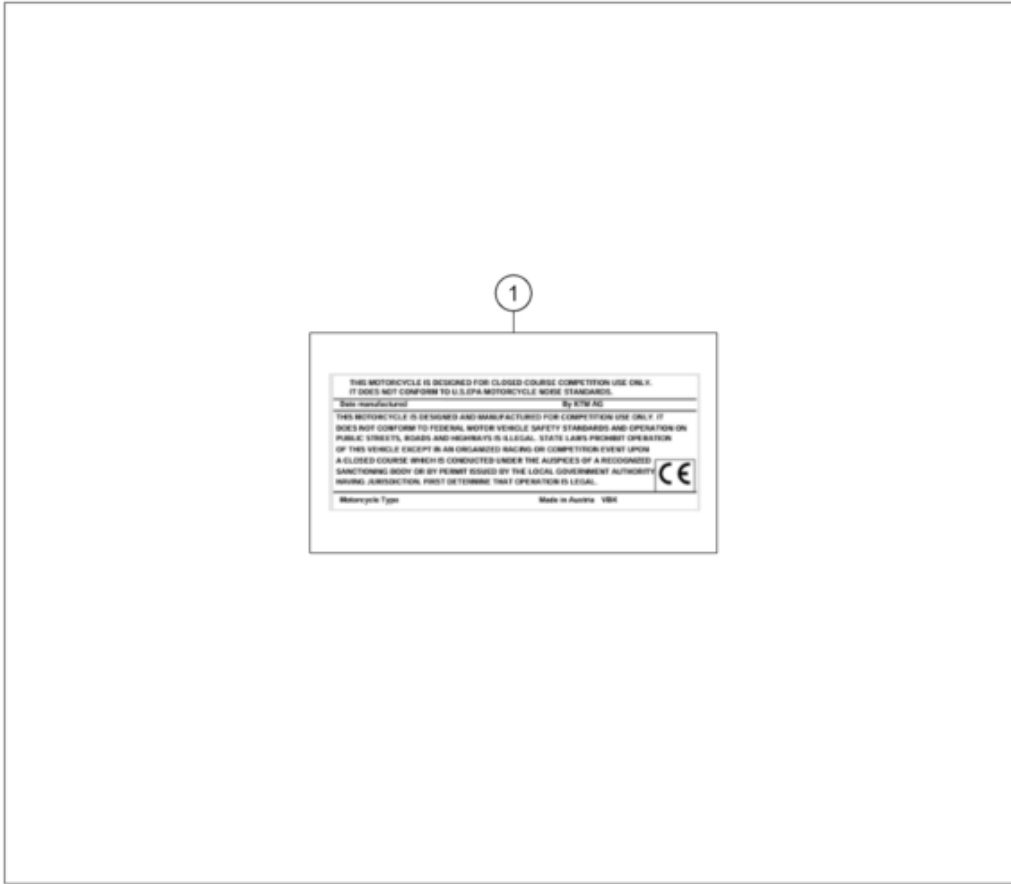 1
THIS MOTORCYCLE IS DESIGNED FOR CLOSED COURSE COMPETITION USE ONLY.
IT DOES NOT CONFORM TO U.S.EPA MOTORCYCLE NOISE STANDARDS.
Date manufactured By KTM AG
THIS MOTORCYCLE IS DESIGNED AND MANUFACTURED FOR COMPETITION USE ONLY. IT
DOES NOT CONFORM TO FEDERAL MOTOR VEHICLE SAFETY STANDARDS AND OPERATION ON
PUBLIC STREETS, ROADS AND HIGHWAYS IS ILLEGAL. STATE LAWS PROHIBIT OPERATION
OF THIS VEHICLE EXCEPT IN AN ORGANIZED RACING OR COMPETITION EVENT UPON
A CLOSED COURSE WHICH IS CONDUCTED UNDER THE AUSPICES OF A RECOGNIZED
SANCTIONING BODY OR BY PERMIT ISSUED BY THE LOCAL GOVERNMENT AUTHORITY
HAVING JURISDICTION. FIRST DETERMINE THAT OPERATION IS LEGAL.
CE
Motorcycle Type Made in Austria